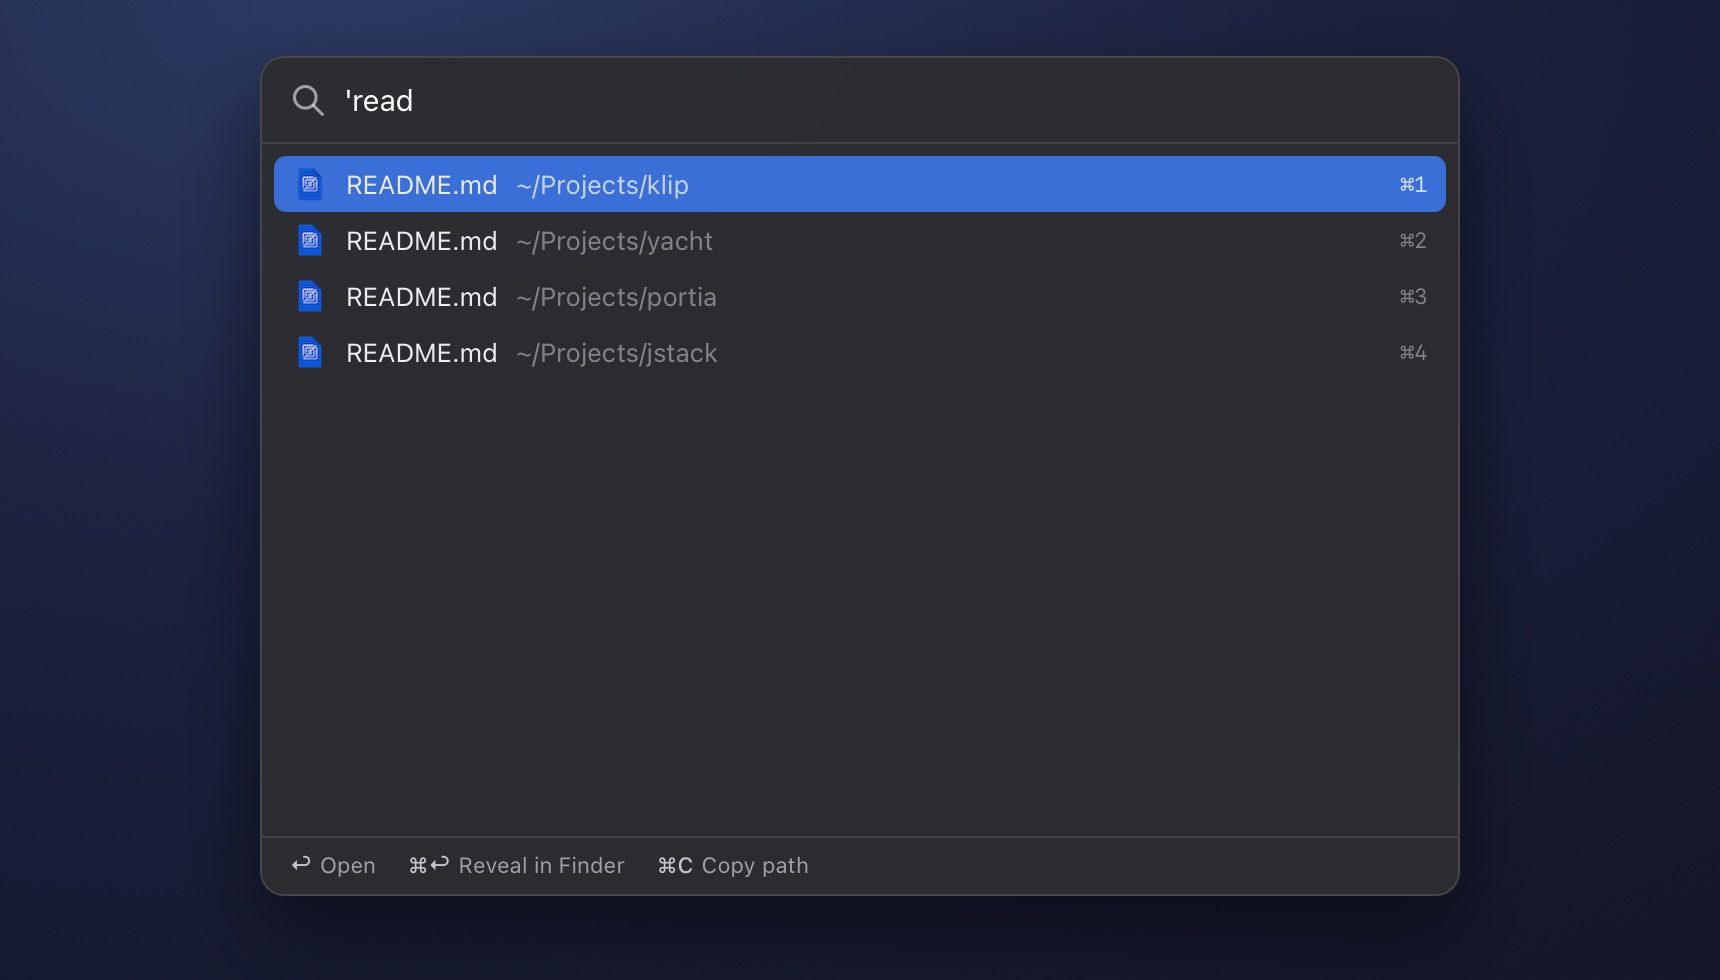 'read
README.md ~/Projects/klip ⌘1
README.md ~/Projects/yacht ⌘2
README.md ~/Projects/portia ⌘3
README.md ~/Projects/jstack ⌘4
↩ Open ⌘↩ Reveal in Finder ⌘C Copy path